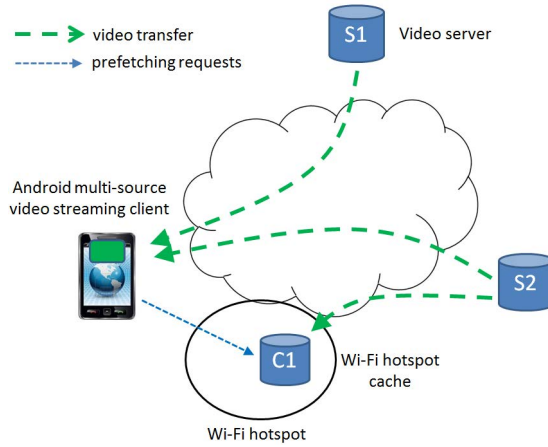 video transfer
prefetching requests
S1
Video server
Android multi-source
video streaming client
S2
C1
Wi-Fi hotspot
cache
Wi-Fi hotspot